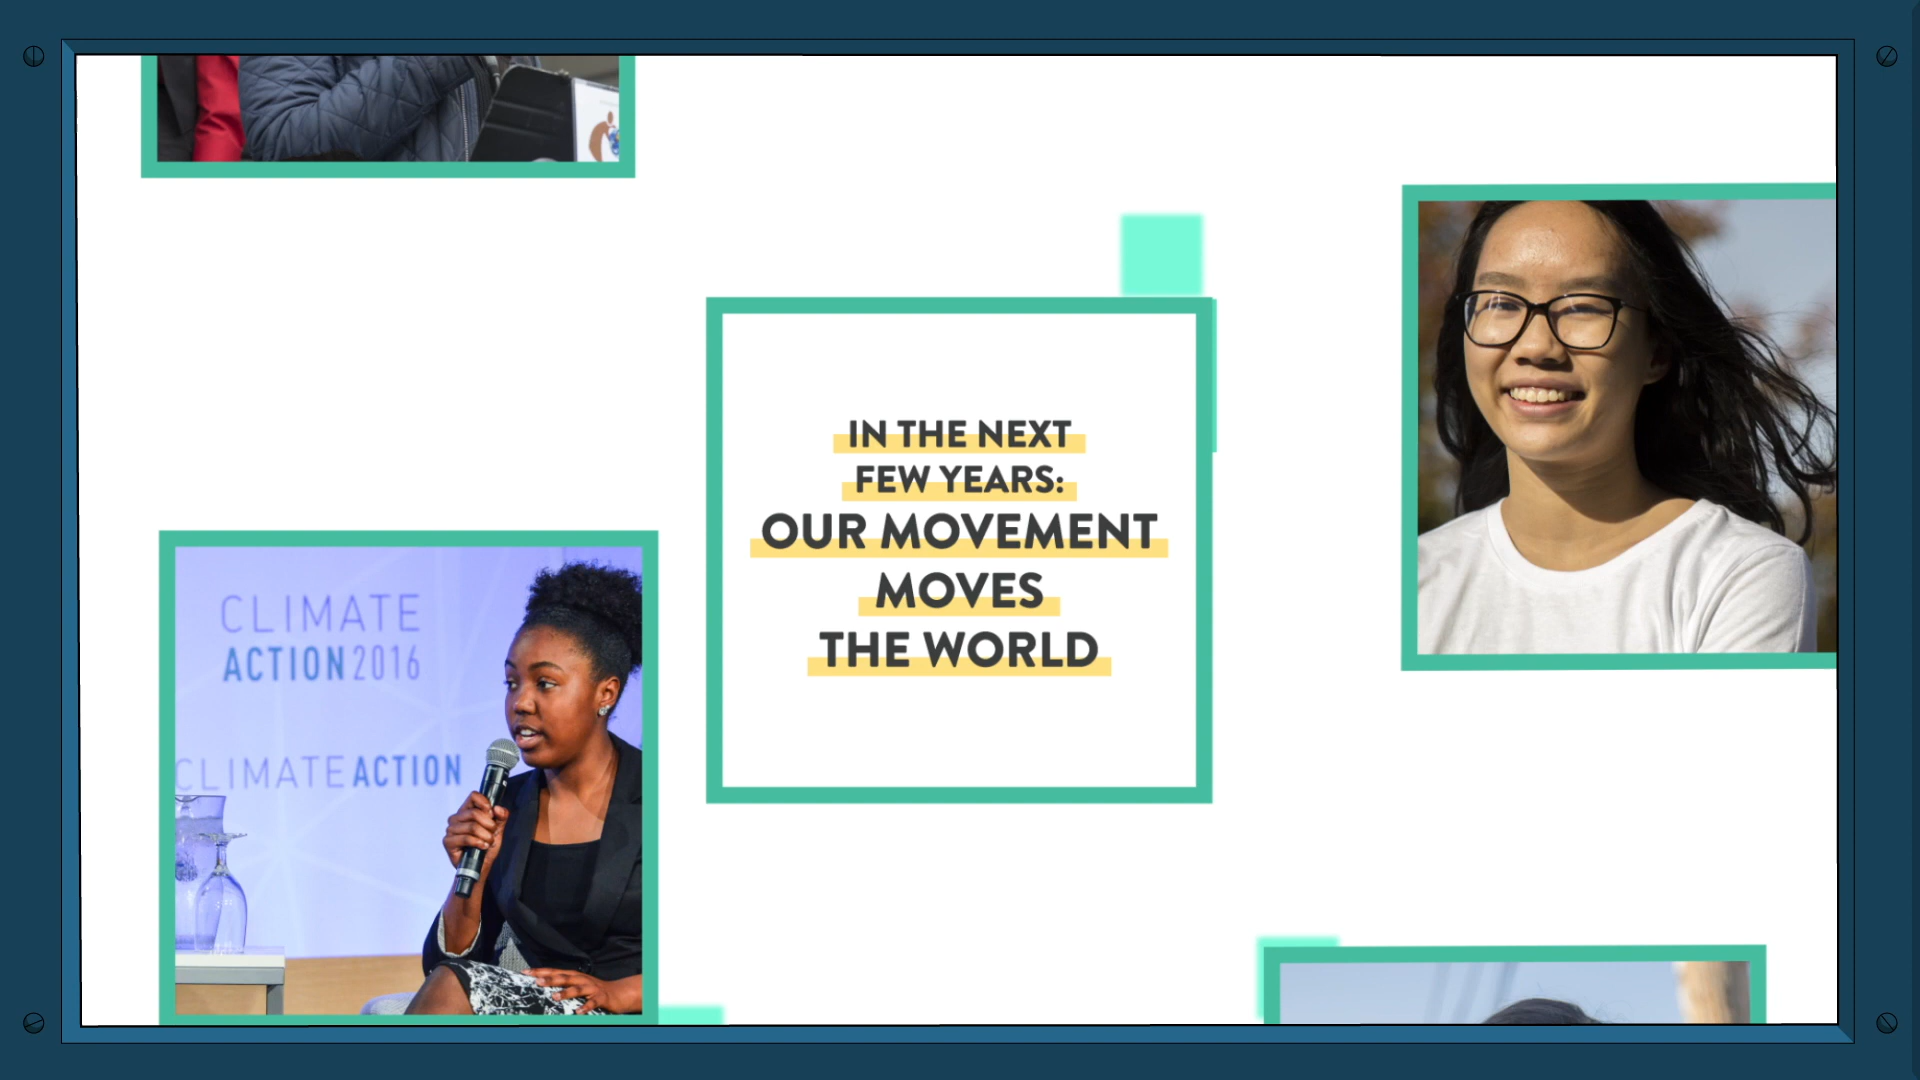 IN THE NEXT
FEW YEARS:
OUR MOVEMENT
MOVES
THE WORLD
CLIMATE
ACTION2016
CLIMATEACTION